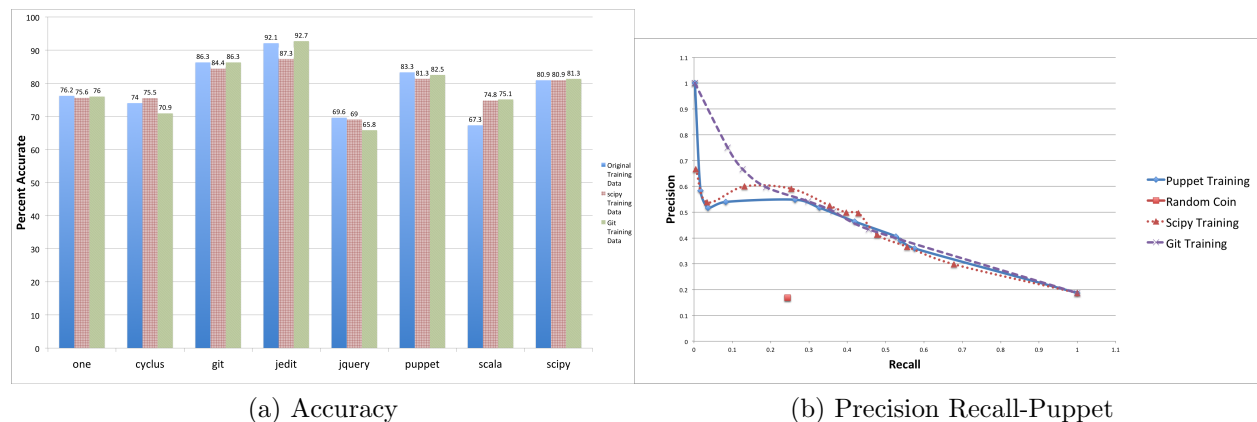 100
90
80
70
60
50
40
30
20
10
0
Percent Accurate
76.2 75.6 76
74 75.5 70.9
86.3 84.4 86.3
92.1 87.3 92.7
69.6 69 65.8
83.3 81.3 82.5
67.3 74.8 75.1
80.9 80.9 81.3
one cyclus git jedit jquery puppet scala scipy
Original
Training
Data
scipy
Training
Data
Git
Training
Data
(a) Accuracy
1.1
1
0.9
0.8
0.7
0.6
0.5
0.4
0.3
0.2
0.1
0
Precision
0 0.1 0.2 0.3 0.4 0.5 0.6 0.7 0.8 0.9 1 1.1
Recall
Puppet Training
Random Coin
Scipy Training
Git Training
(b) Precision Recall-Puppet